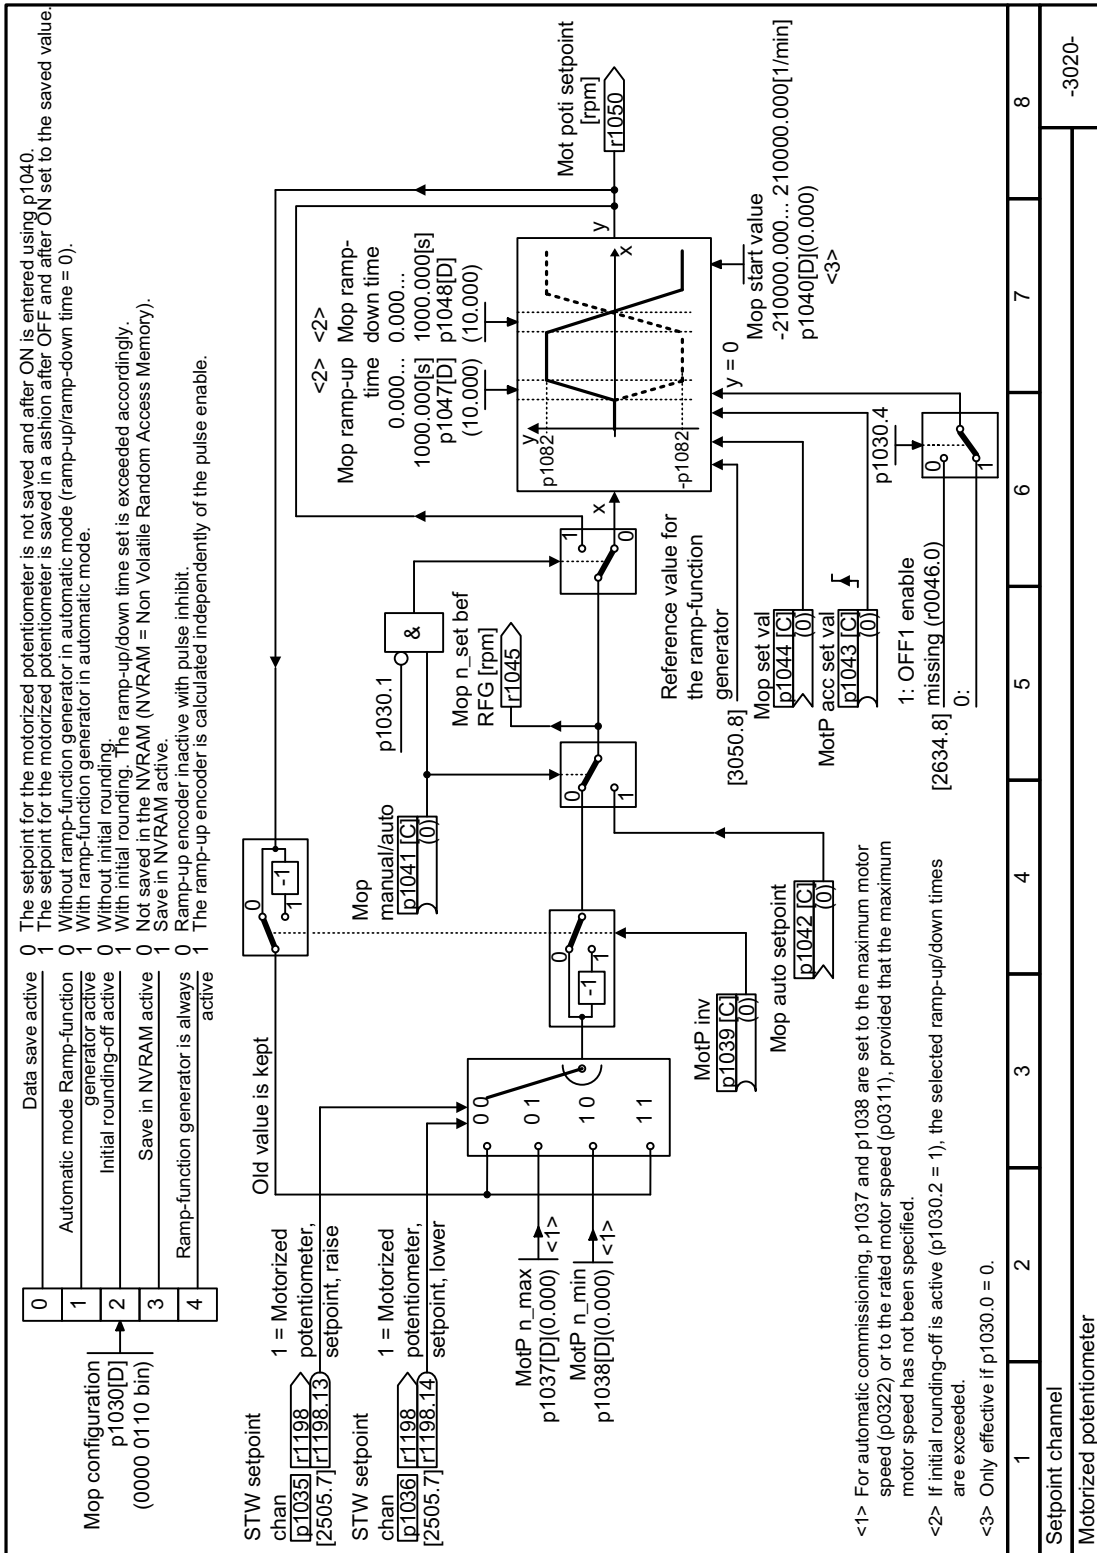 Mop configuration
p1030[D]
(0000 0110 bin)
0
1
2
3
4
Data save active
0 The setpoint for the motorized potentiometer is not saved and after ON is entered using p1040.
1 The setpoint for the motorized potentiometer is saved in a ashion after OFF and after ON set to the saved value.
Automatic mode Ramp-function
generator active
0 Without ramp-function generator in automatic mode (ramp-up/ramp-down time = 0).
1 With ramp-function generator in automatic mode.
Initial rounding-off active
0 Without initial rounding.
1 With initial rounding. The ramp-up/down time set is exceeded accordingly.
Save in NVRAM active
0 Not saved in the NVRAM (NVRAM = Non Volatile Random Access Memory).
1 Save in NVRAM active.
Ramp-function generator is always
active
0 Ramp-up encoder inactive with pulse inhibit.
1 The ramp-up encoder is calculated independently of the pulse enable.
STW setpoint
chan
p1035 r1198
[2505.7] r1198.13
1 = Motorized
potentiometer,
setpoint, raise
STW setpoint
chan
p1036 r1198
[2505.7] r1198.14
1 = Motorized
potentiometer,
setpoint, lower
Old value is kept
MotP n_max
p1037[D](0.000) <1>
MotP n_min
p1038[D](0.000) <1>
0 0
0 1
1 0
1 1
0
1
-1
0
1
-1
MotP inv
p1039 [C]
(0)
Mop
manual/auto
p1041 [C]
(0)
Mop auto setpoint
p1042 [C]
(0)
0
1
p1030.1
&
Mop n_set bef
RFG [rpm]
r1045
1
0
Mop ramp-up
time
<2>
0.000...
1000.000[s]
p1047[D]
(10.000)
<2>
Mop ramp-
down time
0.000...
1000.000[s]
p1048[D]
(10.000)
x
y
p1082
-p1082
x
y
Mot poti setpoint
[rpm]
r1050
Reference value for
the ramp-function
generator
[3050.8]
Mop set val
p1044 [C]
(0)
MotP acc set val
p1043 [C]
(0)
1: OFF1 enable
missing (r0046.0)
[2634.8]
0:
p1030.4
0
1
y = 0
Mop start value
-210000.000... 210000.000[1/min]
p1040[D](0.000)
<3>
<1> For automatic commissioning, p1037 and p1038 are set to the maximum motor
speed (p0322) or to the rated motor speed (p0311), provided that the maximum
motor speed has not been specified.
<2> If initial rounding-off is active (p1030.2 = 1), the selected ramp-up/down times
are exceeded.
<3> Only effective if p1030.0 = 0.
1 2 3 4 5 6 7 8
Setpoint channel
Motorized potentiometer
-3020-